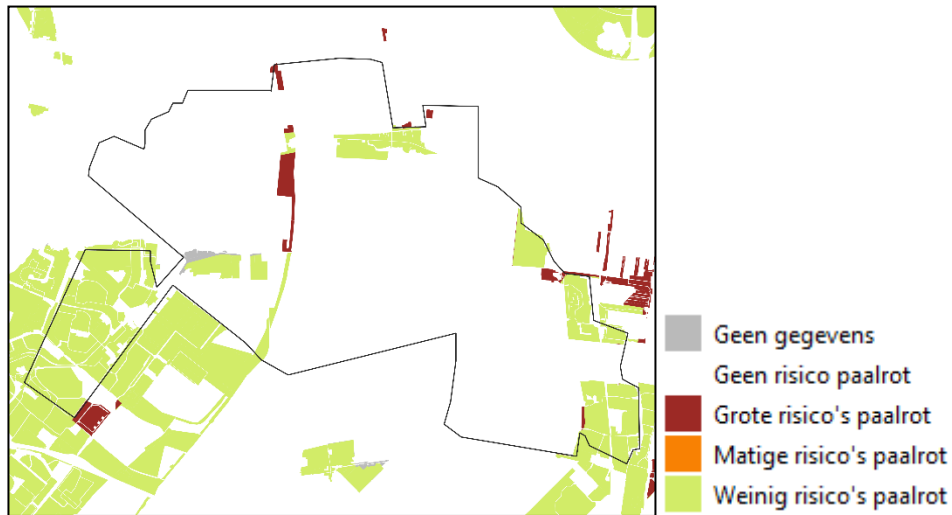 Geen gegevens
Geen risico paalrot
Grote risico's paalrot
Matige risico's paalrot
Weinig risico's paalrot